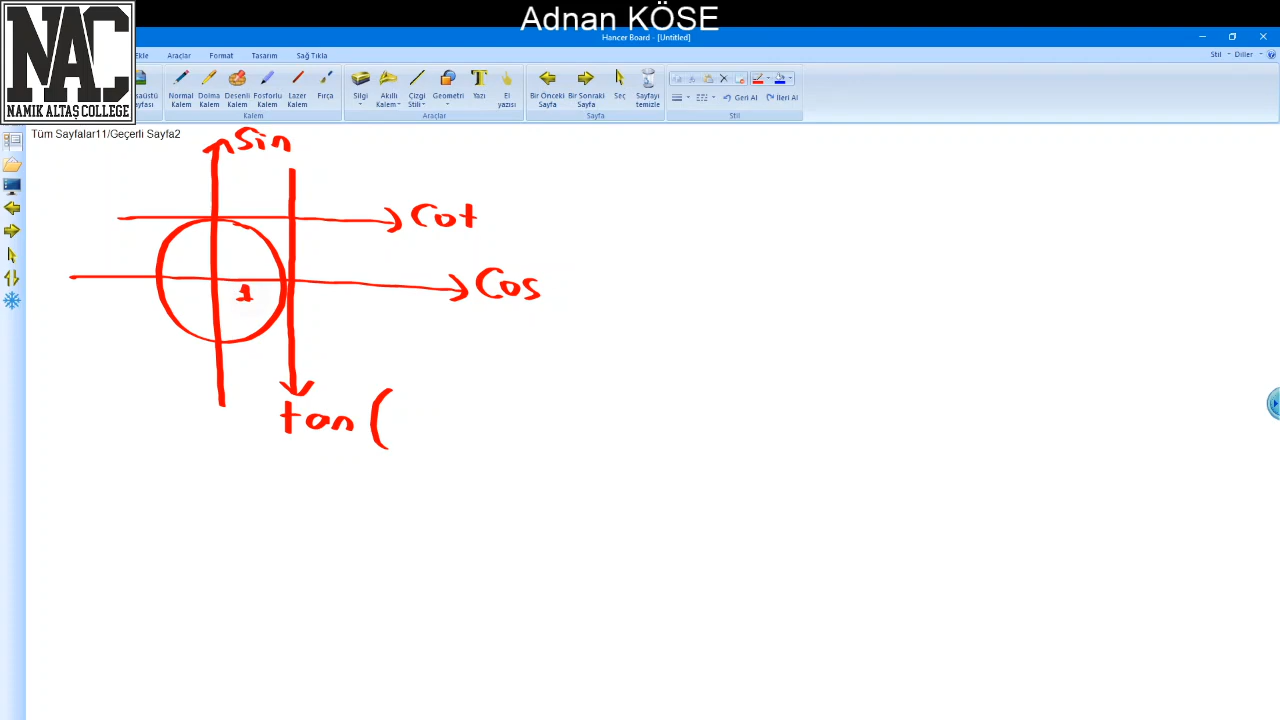 Adnan KÖSE
Hancer Board - [Untitled]
NAC
NAMIK ALTAŞ COLLEGE
Ekle Araçlar Format Tasarım Sağ Tıkla
Stil Diller
Normal Kalem
Dolma Kalem
Desenli Kalem
Fosforlu Kalem
Lazer Kalem
Fırça
Silgi
Akıllı Kalem
Çizgi Stili
Geometri
Yazı
El yazısı
Bir Önceki Sayfa
Bir Sonraki Sayfa
Seç
Sayfayı temizle
Geri Al
İleri Al
Kalem Araçlar Sayfa Stil
Tüm Sayfalar11/Geçerli Sayfa2
Sin
Cot
Cos
1
tan (